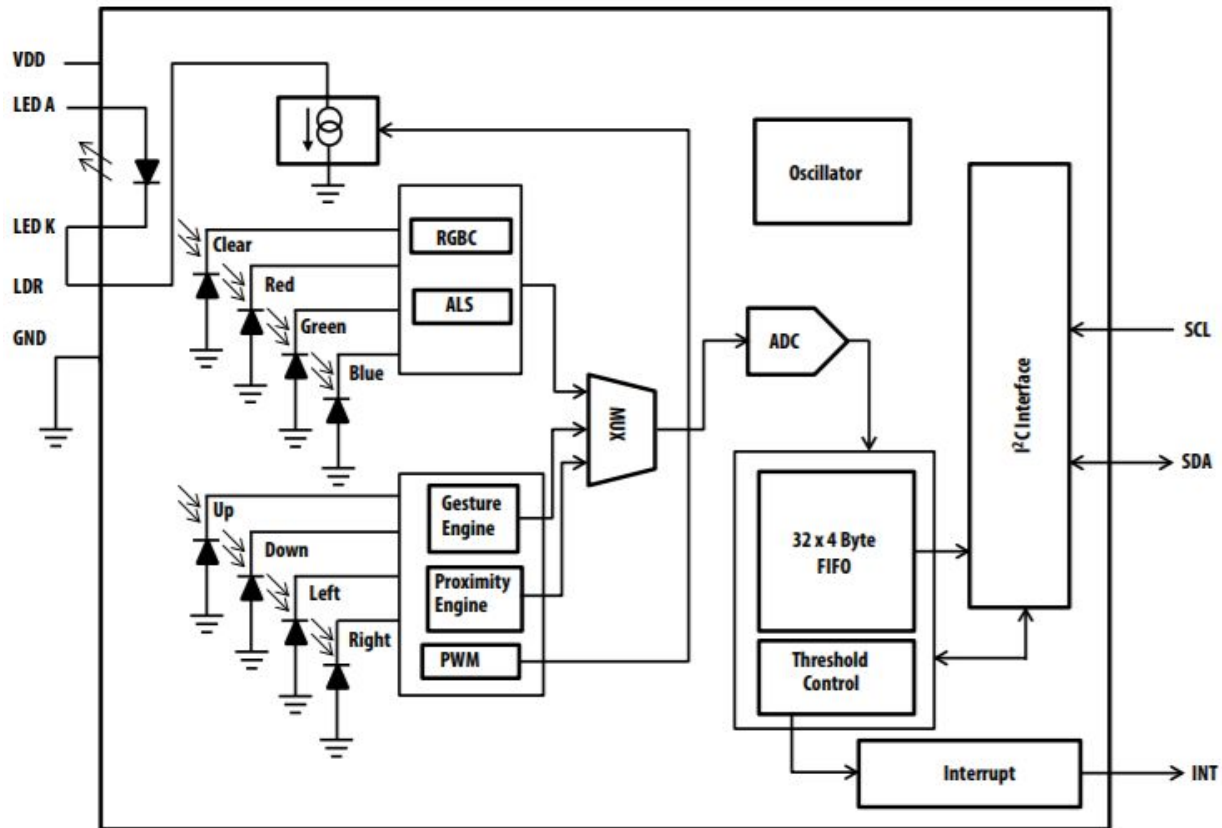 VDD
LED A
LED K
LDR
GND
Clear
Red
Green
Blue
RGBC
ALS
Up
Down
Left
Right
Gesture
Engine
Proximity
Engine
PWM
MUX
ADC
Oscillator
32 x 4 Byte
FIFO
Threshold
Control
I²C Interface
Interrupt
SCL
SDA
INT